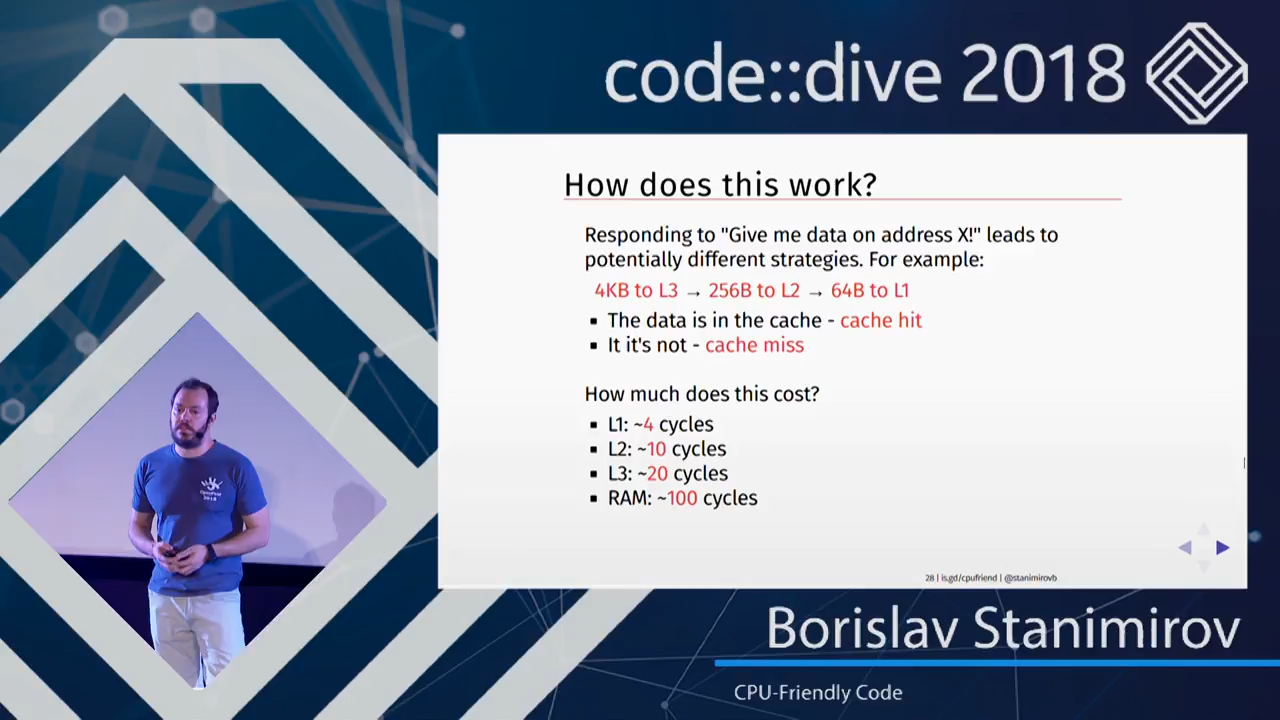 code::dive 2018
How does this work?
Responding to "Give me data on address X!" leads to
potentially different strategies. For example:
4KB to L3 → 256B to L2 → 64B to L1
▪ The data is in the cache - cache hit
▪ It it's not - cache miss
How much does this cost?
▪ L1: ~4 cycles
▪ L2: ~10 cycles
▪ L3: ~20 cycles
▪ RAM: ~100 cycles
28 | is.gd/cpufriend | @stanimirovb
OpenFest
2018
Borislav Stanimirov
CPU-Friendly Code